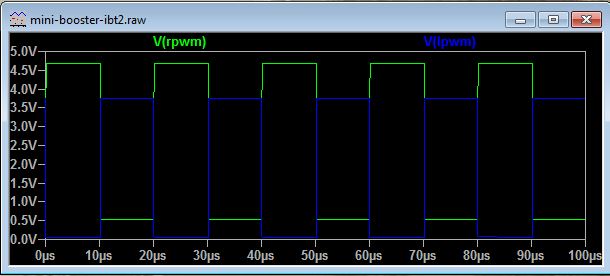 mini-booster-ibt2.raw
V(rpwm) V(lpwm)
5.0V
4.5V
4.0V
3.5V
3.0V
2.5V
2.0V
1.5V
1.0V
0.5V
0.0V
0µs 10µs 20µs 30µs 40µs 50µs 60µs 70µs 80µs 90µs 100µs